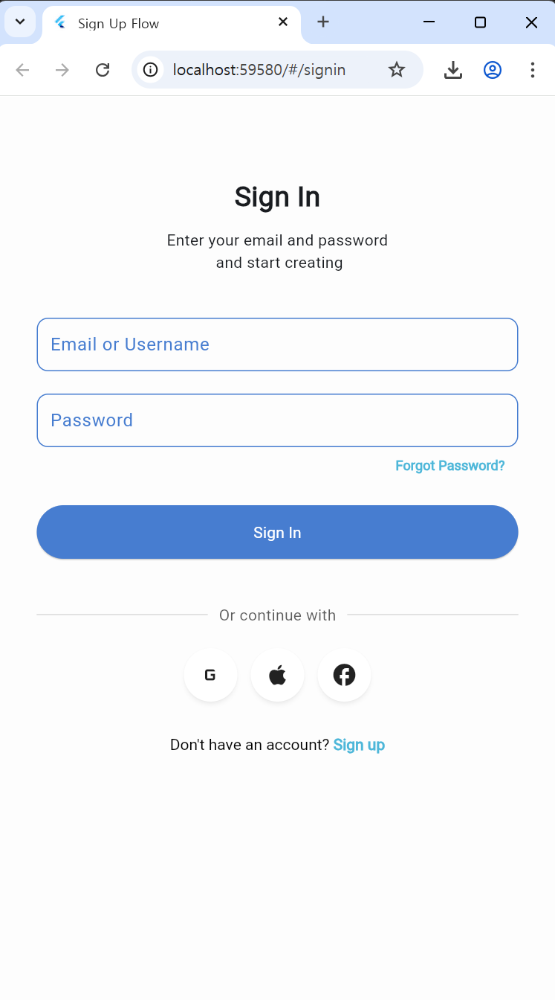 Sign Up Flow
localhost:59580/#/signin
Sign In
Enter your email and password
and start creating
Email or Username
Password
Forgot Password?
Sign In
Or continue with
G
Don't have an account? Sign up